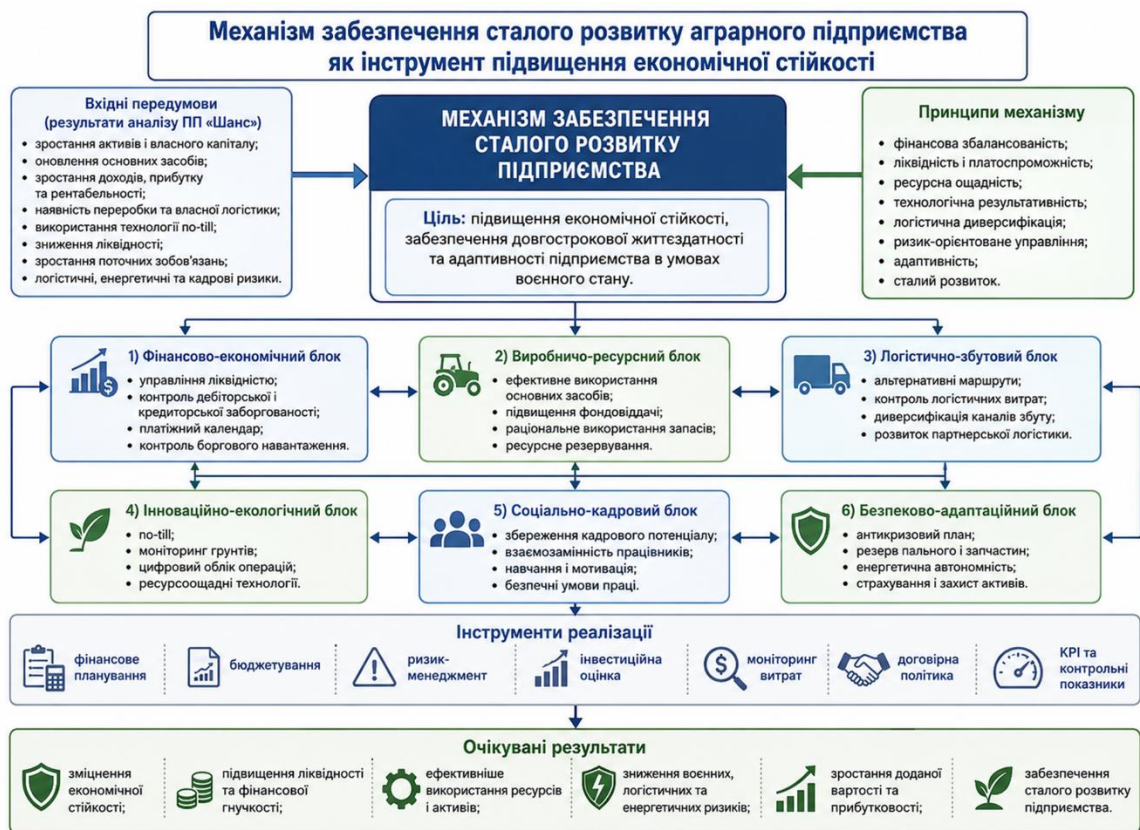 Механізм забезпечення сталого розвитку аграрного підприємства
як інструмент підвищення економічної стійкості
Вхідні передумови
(результати аналізу ПП «Шанс»)
• зростання активів і власного капіталу;
• оновлення основних засобів;
• зростання доходів, прибутку
та рентабельності;
• наявність переробки та власної логістики;
• використання технології no-till;
• зниження ліквідності;
• зростання поточних зобов'язань;
• логістичні, енергетичні та кадрові ризики.
МЕХАНІЗМ ЗАБЕЗПЕЧЕННЯ
СТАЛОГО РОЗВИТКУ
ПІДПРИЄМСТВА
Ціль: підвищення економічної стійкості,
забезпечення довгострокової життєздатності
та адаптивності підприємства в умовах
воєнного стану.
Принципи механізму
• фінансова збалансованість;
• ліквідність і платоспроможність;
• ресурсна ощадність;
• технологічна результативність;
• логістична диверсифікація;
• ризик-орієнтоване управління;
• адаптивність;
• сталий розвиток.
1) Фінансово-економічний блок
• управління ліквідністю;
• контроль дебіторської і
кредиторської заборгованості;
• платіжний календар;
• контроль боргового навантаження.
2) Виробничо-ресурсний блок
• ефективне використання
основних засобів;
• підвищення фондовіддачі;
• раціональне використання запасів;
• ресурсне резервування.
3) Логістично-збутовий блок
• альтернативні маршрути;
• контроль логістичних витрат;
• диверсифікація каналів збуту;
• розвиток партнерської логістики.
4) Інноваційно-екологічний блок
• no-till;
• моніторинг грунтів;
• цифровий облік операцій;
• ресурсоощадні технології.
5) Соціально-кадровий блок
• збереження кадрового потенціалу;
• взаємозамінність працівників;
• навчання і мотивація;
• безпечні умови праці.
6) Безпеково-адаптаційний блок
• антикризовий план;
• резерв пального і запчастин;
• енергетична автономність;
• страхування і захист активів.
Інструменти реалізації
фінансове
планування
бюджетування
ризик-
менеджмент
інвестиційна
оцінка
моніторинг
витрат
договірна
політика
KPI та
контрольні
показники
Очікувані результати
зміцнення
економічної
стійкості;
підвищення ліквідності
та фінансової
гнучкості;
ефективніше
використання ресурсів
і активів;
зниження воєнних,
логістичних та
енергетичних ризиків;
зростання доданої
вартості та
прибутковості;
забезпечення
сталого розвитку
підприємства.